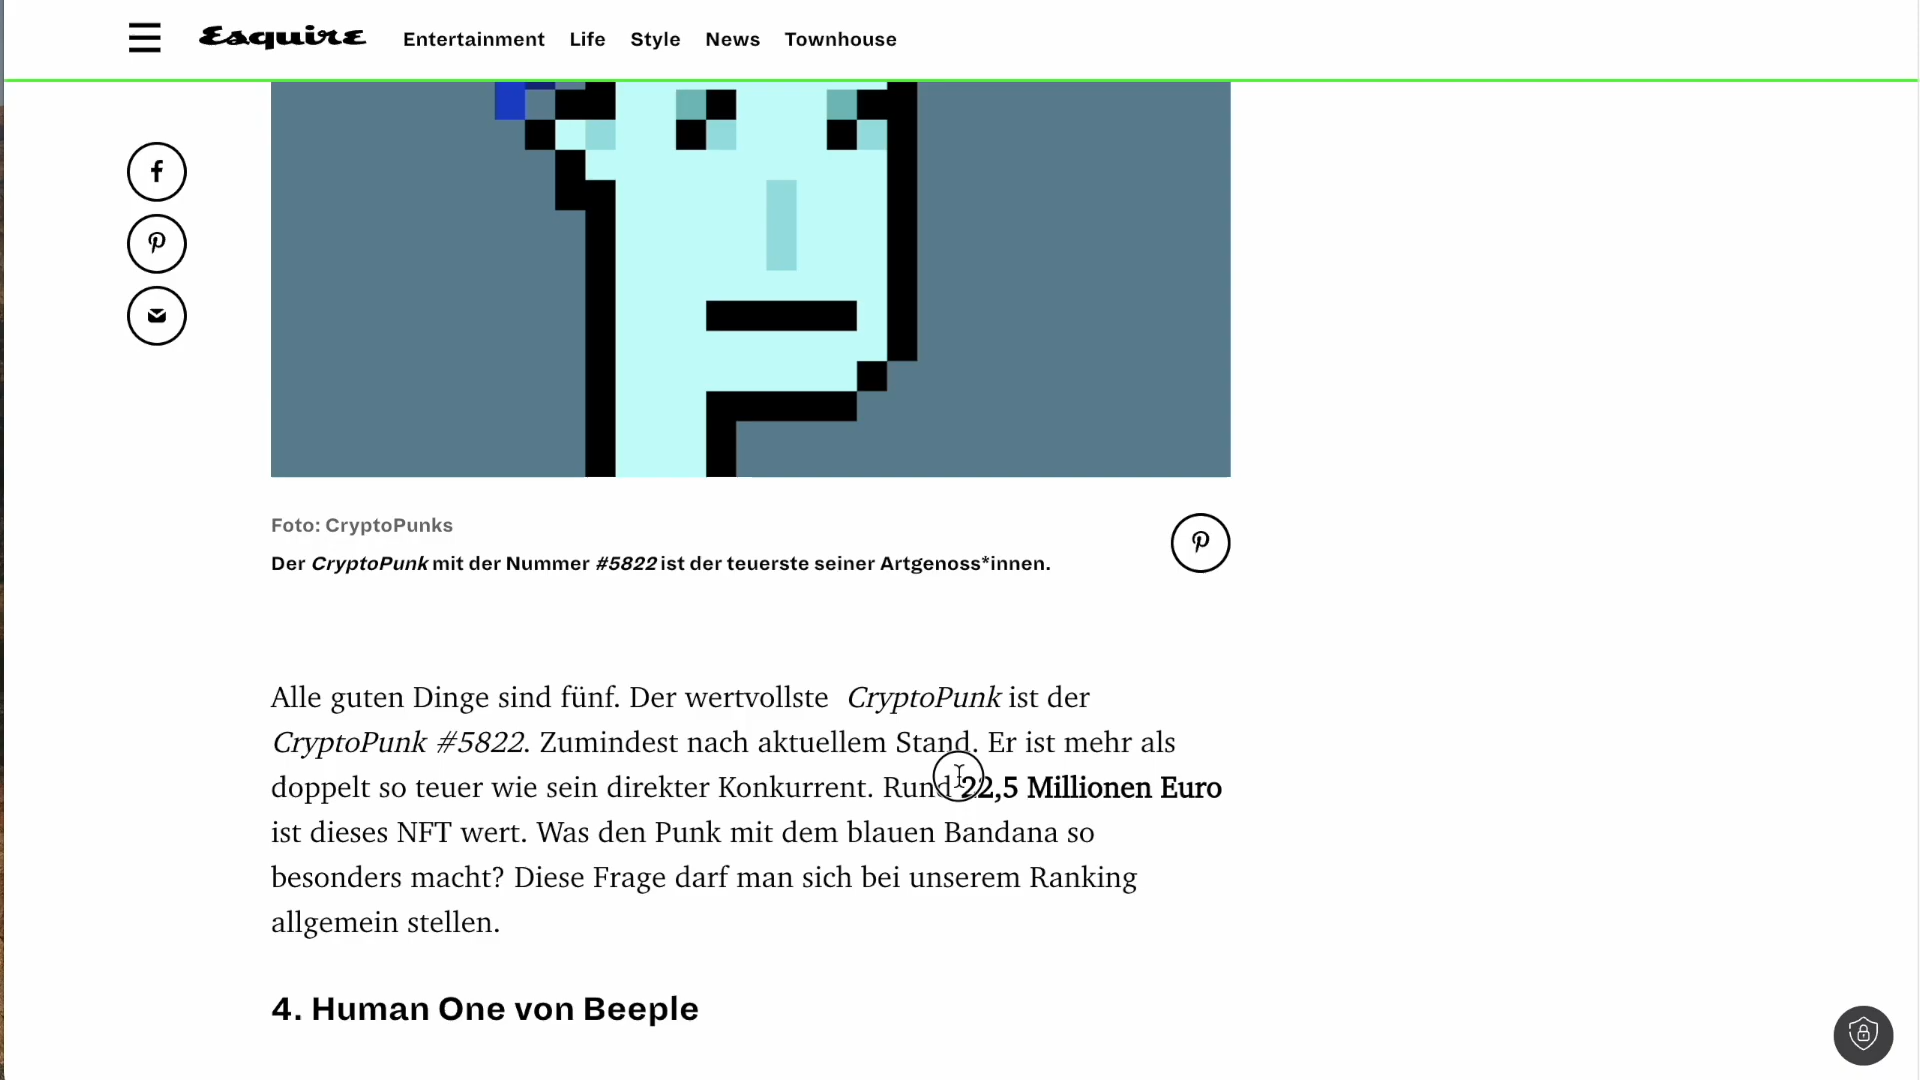 Esquire Entertainment Life Style News Townhouse
Foto: CryptoPunks
Der CryptoPunk mit der Nummer #5822 ist der teuerste seiner Artgenoss*innen.
Alle guten Dinge sind fünf. Der wertvollste CryptoPunk ist der
CryptoPunk #5822. Zumindest nach aktuellem Stand. Er ist mehr als
doppelt so teuer wie sein direkter Konkurrent. Rund 22,5 Millionen Euro
ist dieses NFT wert. Was den Punk mit dem blauen Bandana so
besonders macht? Diese Frage darf man sich bei unserem Ranking
allgemein stellen.
4. Human One von Beeple